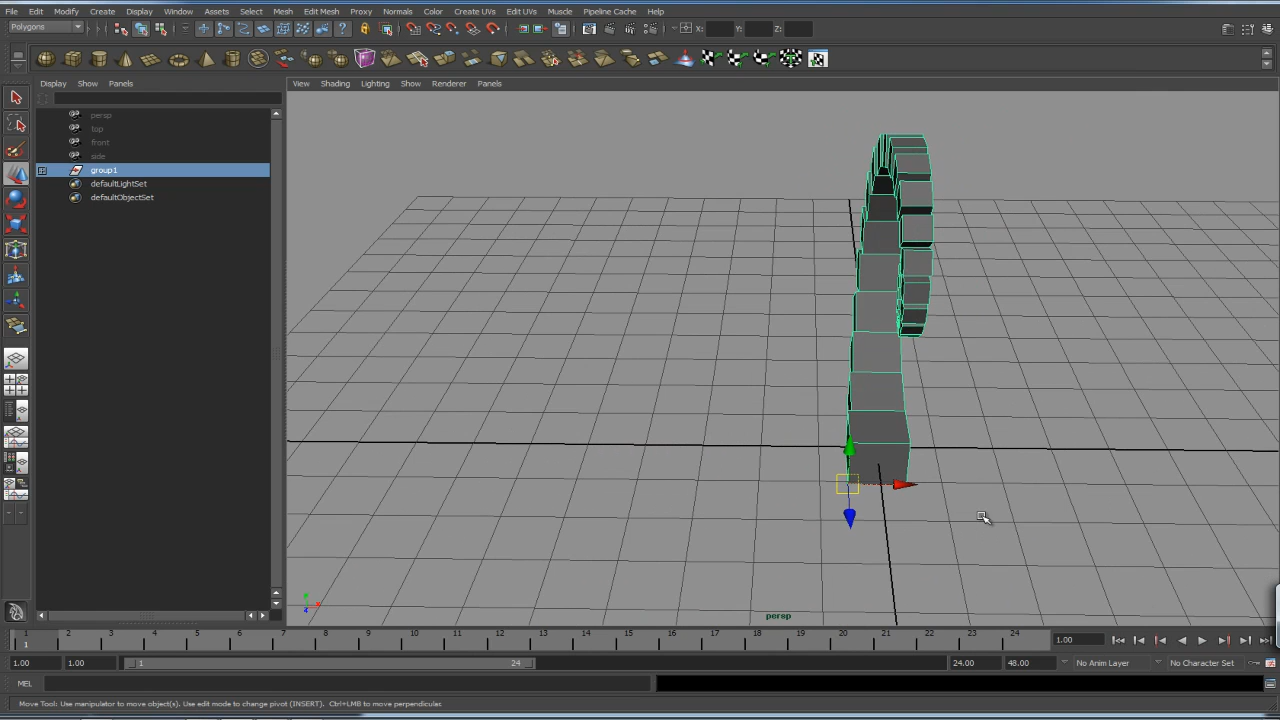 File Edit Modify Create Display Window Assets Select Mesh Edit Mesh Proxy Normals Color Create UVs Edit UVs Muscle Pipeline Cache Help
Polygons X: Y: Z:
Display Show Panels View Shading Lighting Show Renderer Panels
persp
top
front
side
group1
defaultLightSet
defaultObjectSet
persp
1 2 3 4 5 6 7 8 9 10 11 12 13 14 15 16 17 18 19 20 21 22 23 24 1.00
1
1.00 1.00 1 24 24.00 48.00 No Anim Layer No Character Set
MEL
Move Tool: Use manipulator to move object(s). Use edit mode to change pivot (INSERT). Ctrl+LMB to move perpendicular.